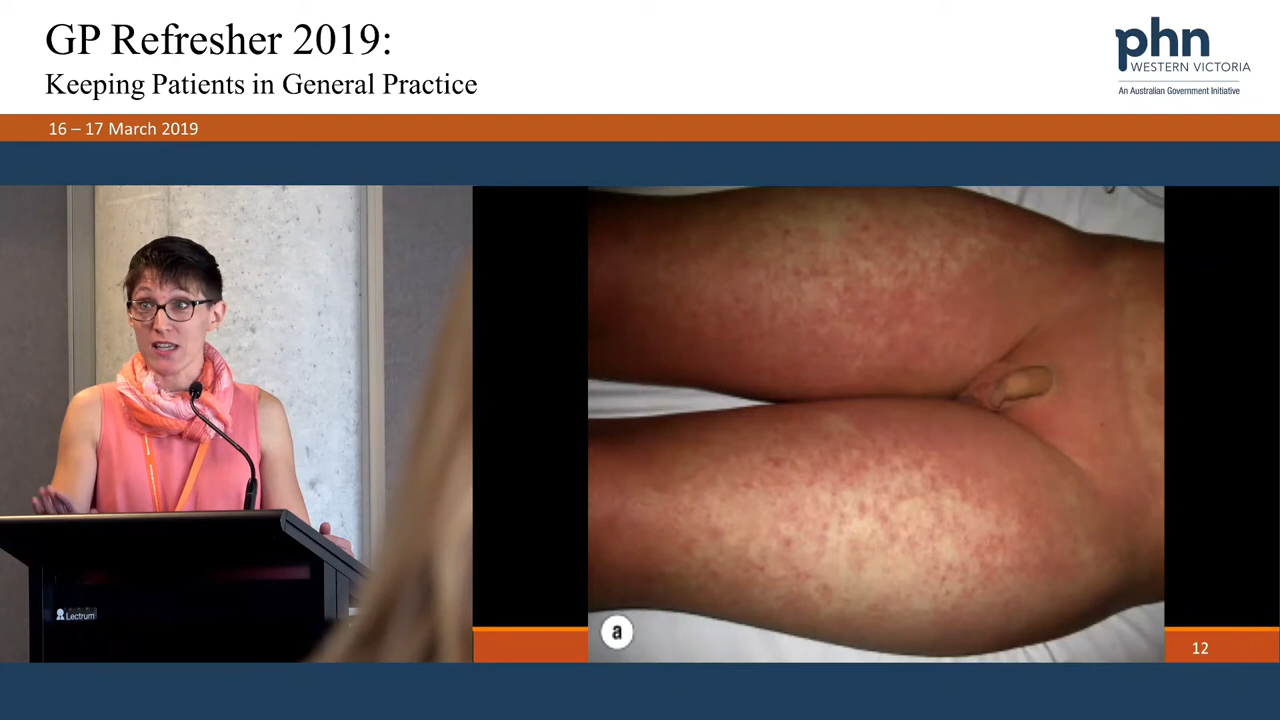 GP Refresher 2019:
Keeping Patients in General Practice
phn
WESTERN VICTORIA
An Australian Government Initiative
16 – 17 March 2019
Lectrum
a
12